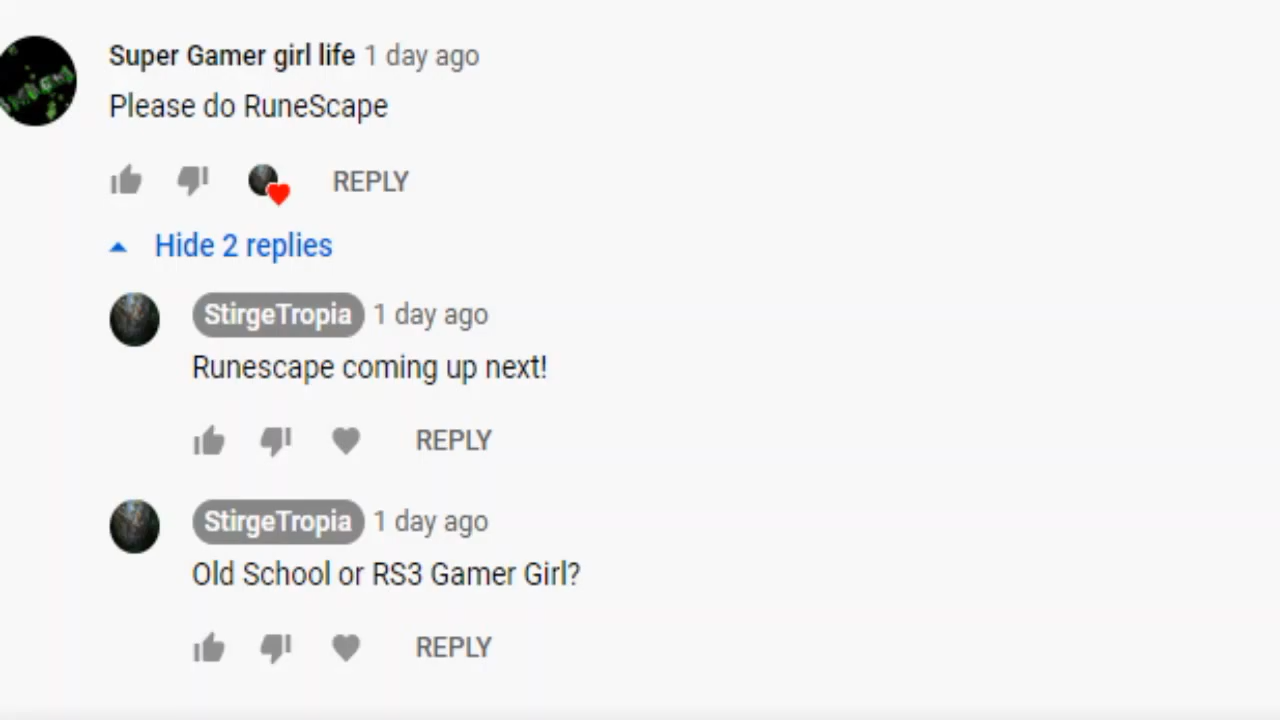 Super Gamer girl life 1 day ago
Please do RuneScape
REPLY
Hide 2 replies
StirgeTropia 1 day ago
Runescape coming up next!
REPLY
StirgeTropia 1 day ago
Old School or RS3 Gamer Girl?
REPLY